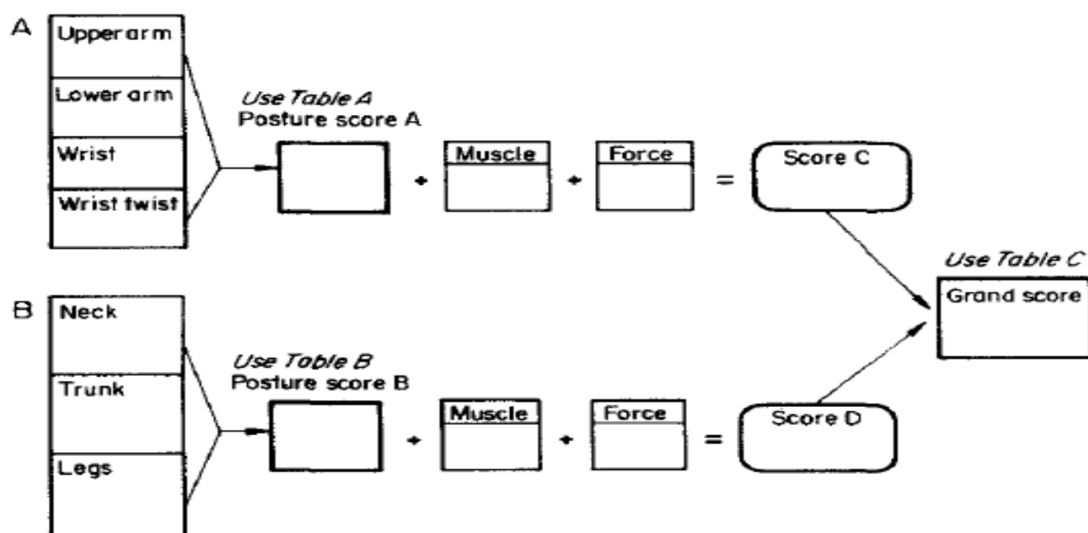 A
Upper arm
Lower arm
Wrist
Wrist twist
Use Table A
Posture score A
+
Muscle
+
Force
=
Score C
Use Table C
Grand score
B
Neck
Trunk
Legs
Use Table B
Posture score B
+
Muscle
+
Force
=
Score D